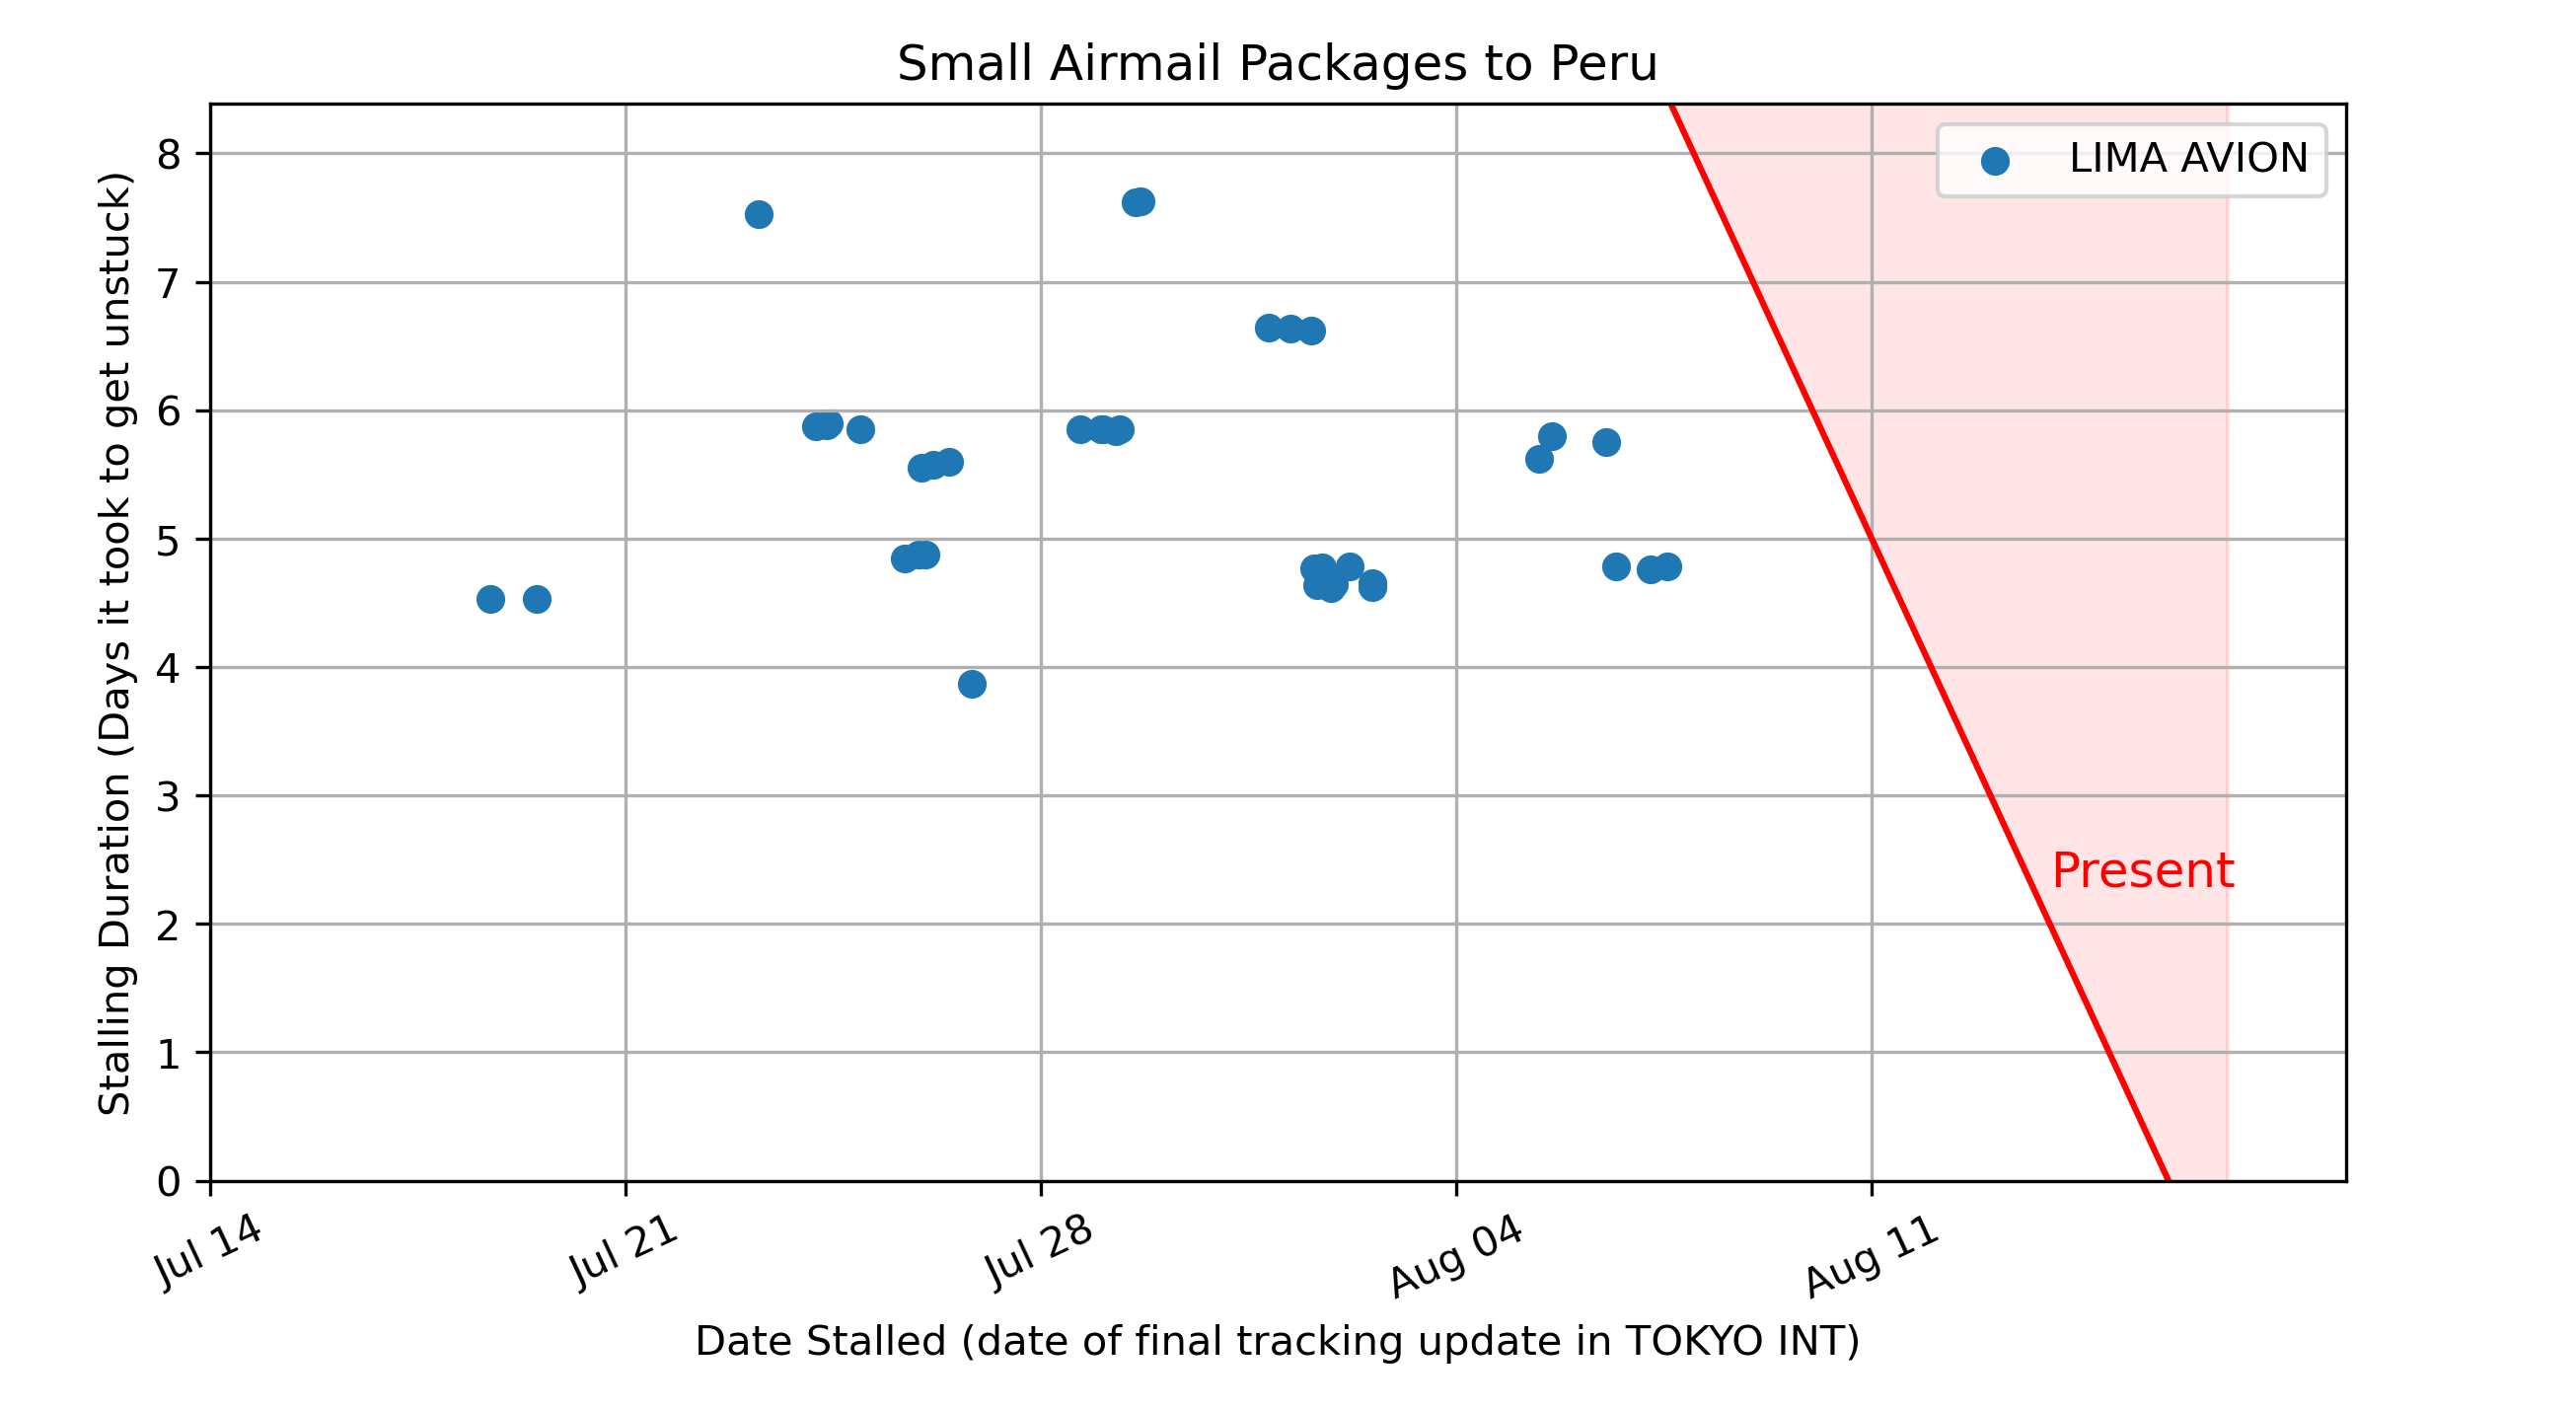 Small Airmail Packages to Peru
LIMA AVION
Stalling Duration (Days it took to get unstuck)
8
7
6
5
4
3
2
1
0
Present
Jul 14
Jul 21
Jul 28
Aug 04
Aug 11
Date Stalled (date of final tracking update in TOKYO INT)